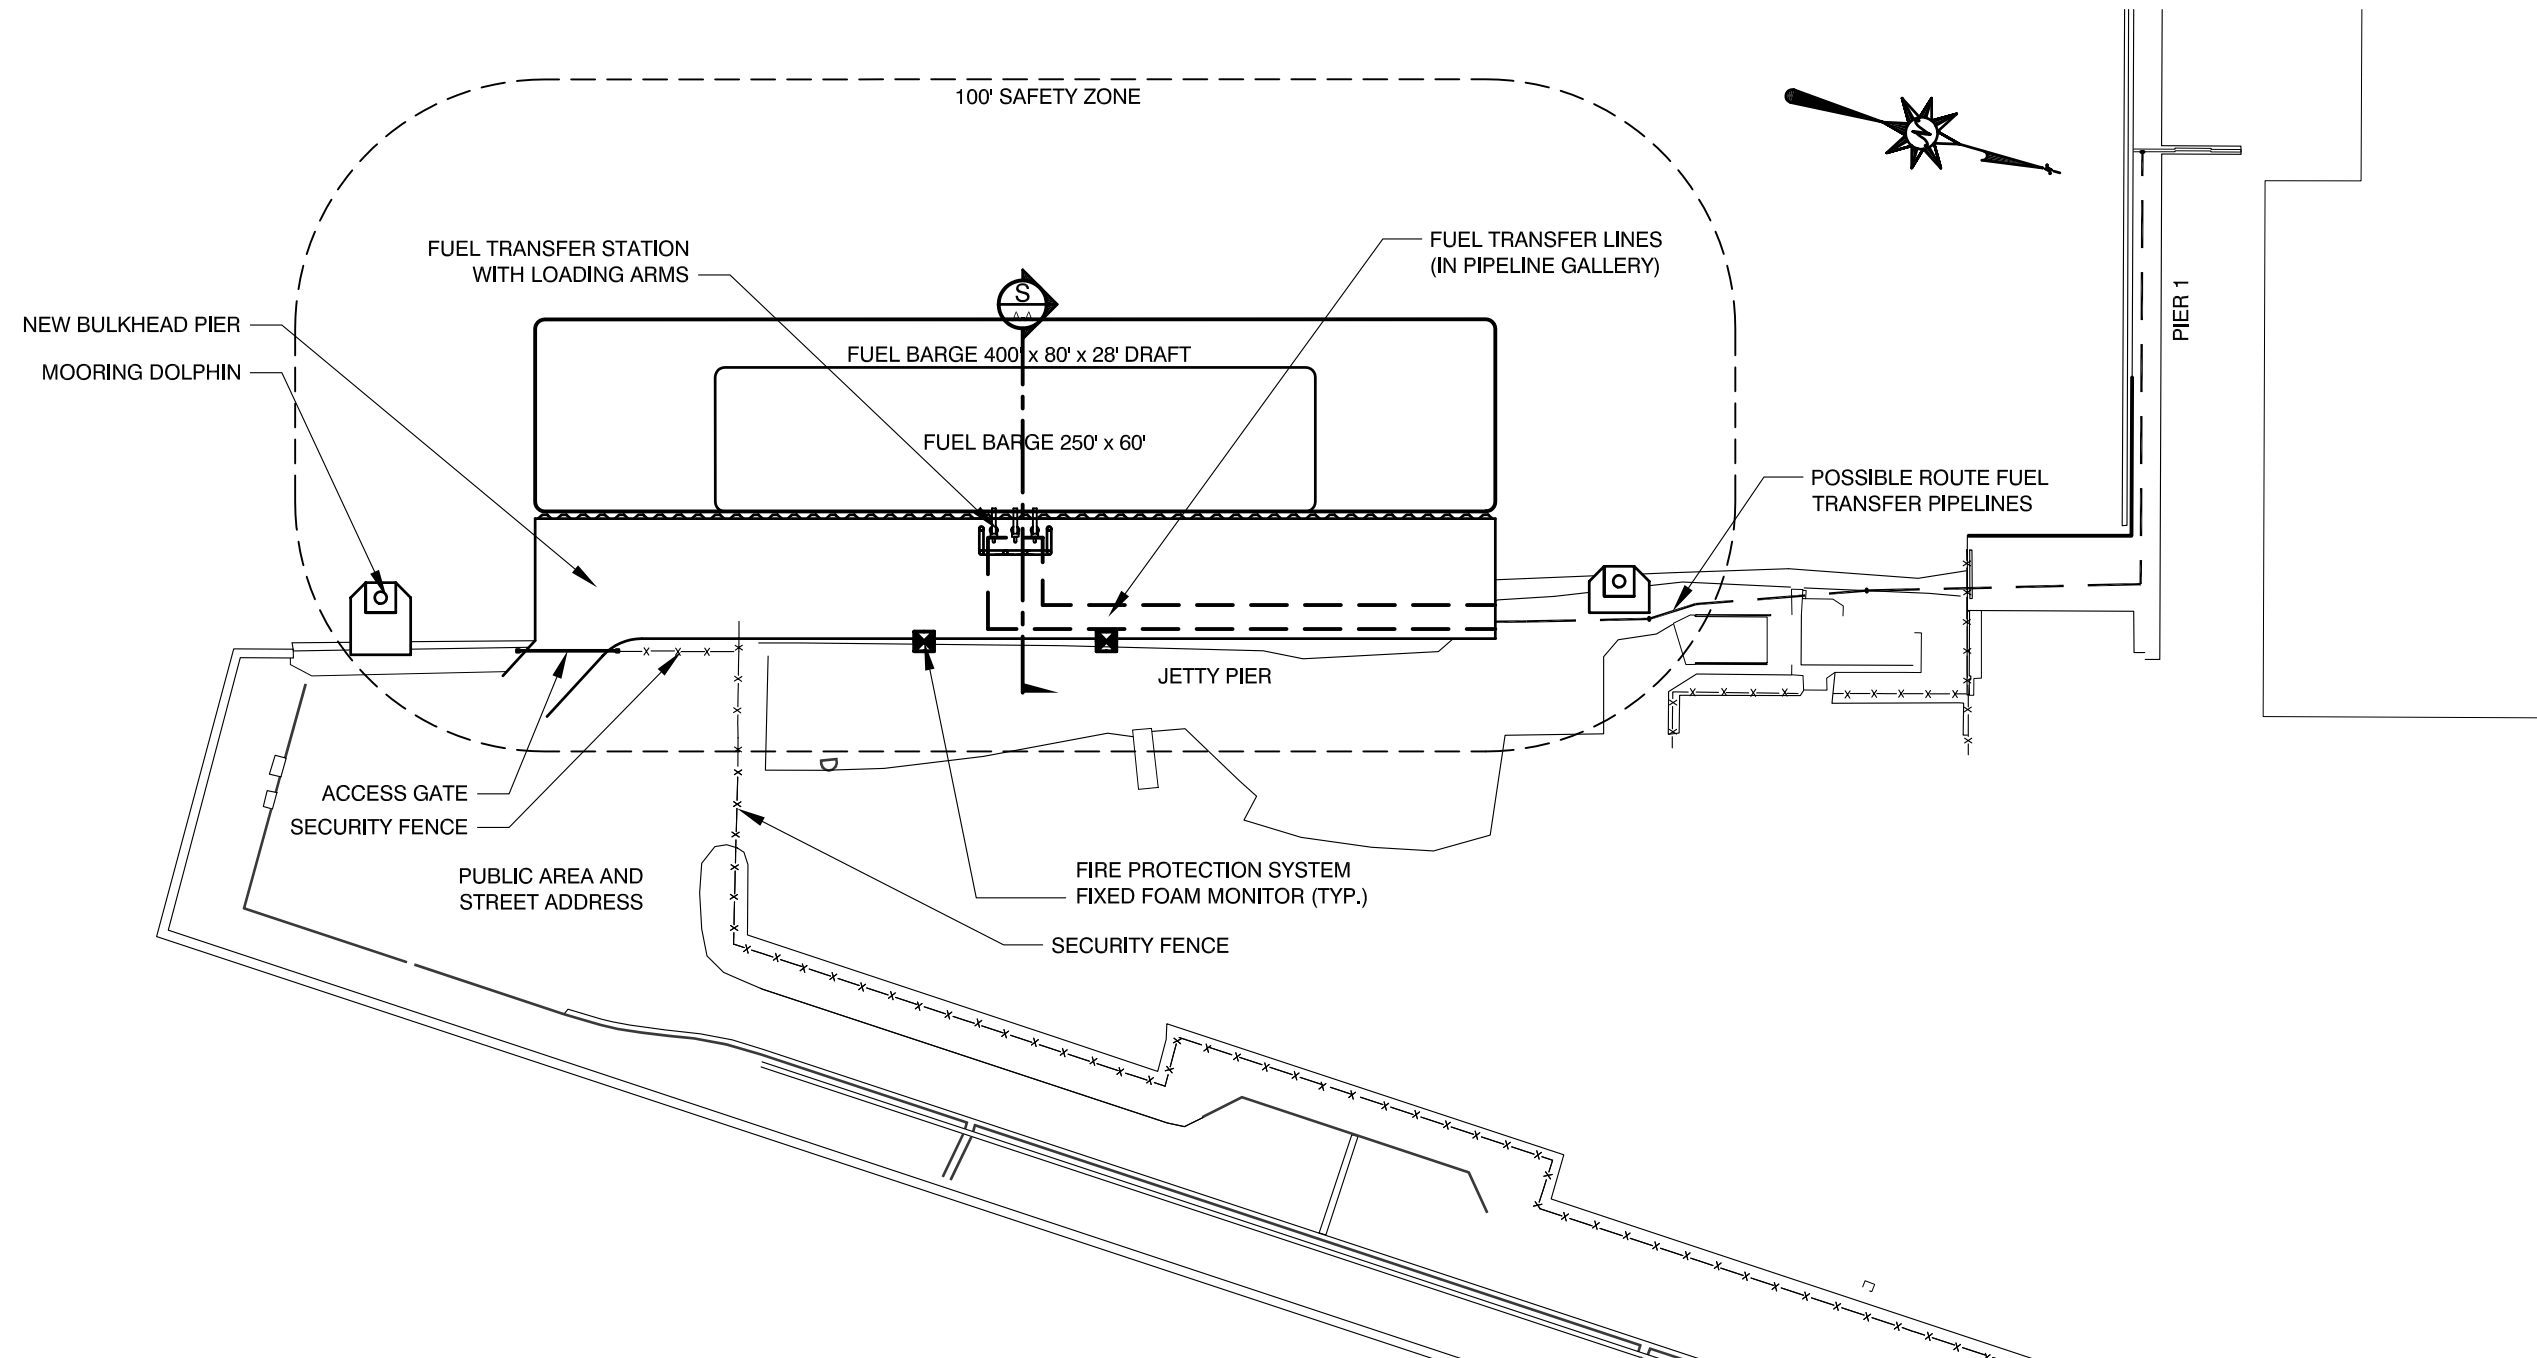 100' SAFETY ZONE
N
FUEL TRANSFER STATION
WITH LOADING ARMS
FUEL TRANSFER LINES
(IN PIPELINE GALLERY)
S
A-A
NEW BULKHEAD PIER
PIER 1
FUEL BARGE 400' x 80' x 28' DRAFT
MOORING DOLPHIN
FUEL BARGE 250' x 60'
POSSIBLE ROUTE FUEL
TRANSFER PIPELINES
JETTY PIER
ACCESS GATE
SECURITY FENCE
PUBLIC AREA AND
STREET ADDRESS
FIRE PROTECTION SYSTEM
FIXED FOAM MONITOR (TYP.)
SECURITY FENCE